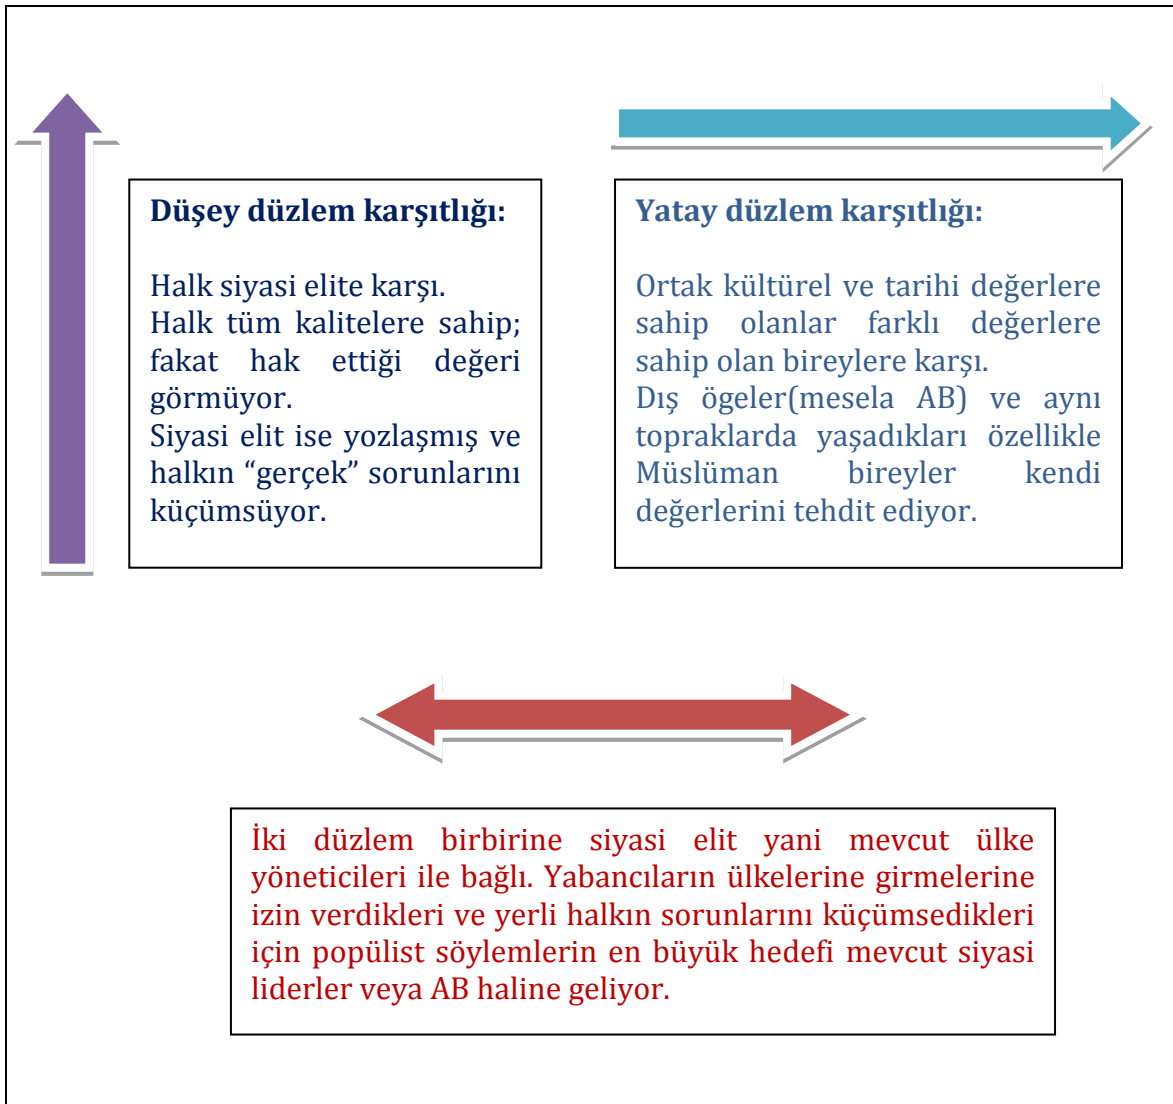 Düşey düzlem karşıtlığı:
Halk siyasi elite karşı.
Halk tüm kalitelere sahip;
fakat hak ettiği değeri
görmüyor.
Siyasi elit ise yozlaşmış ve
halkın “gerçek” sorunlarını
küçümsüyor.
Yatay düzlem karşıtlığı:
Ortak kültürel ve tarihi değerlere
sahip olanlar farklı değerlere
sahip olan bireylere karşı.
Dış ögeler(mesela AB) ve aynı
topraklarda yaşadıkları özellikle
Müslüman bireyler kendi
değerlerini tehdit ediyor.
İki düzlem birbirine siyasi elit yani mevcut ülke
yöneticileri ile bağlı. Yabancıların ülkelerine girmelerine
izin verdikleri ve yerli halkın sorunlarını küçümsedikleri
için popülist söylemlerin en büyük hedefi mevcut siyasi
liderler veya AB haline geliyor.